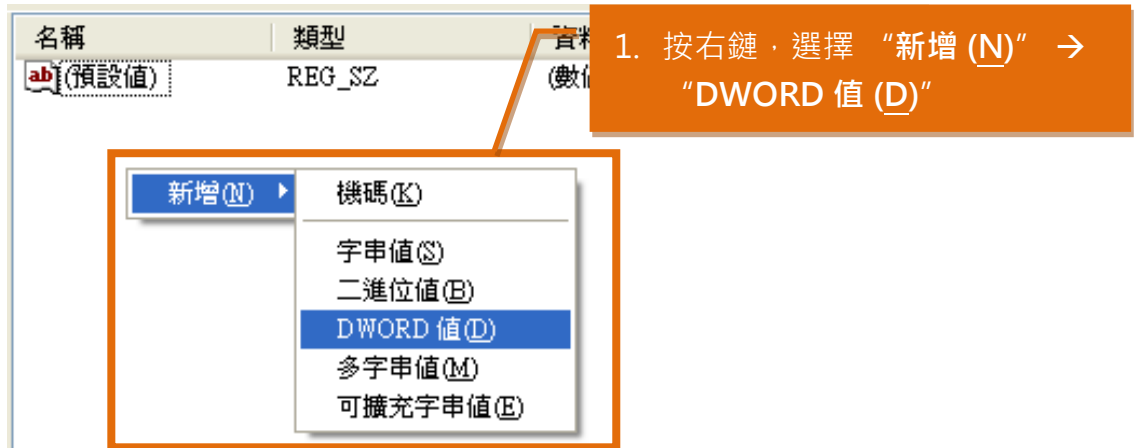 名稱 類型
1. 按右鏈，選擇 “新增 (N)” →
“DWORD 值 (D)”
ab (預設值) REG_SZ
新增(N)
機碼(K)
字串值(S)
二進位值(B)
DWORD 值(D)
多字串值(M)
可擴充字串值(E)